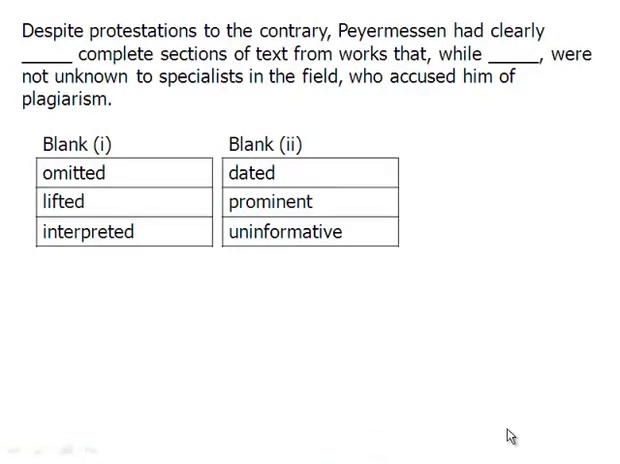 Despite protestations to the contrary, Peyermessen had clearly
_____ complete sections of text from works that, while _____, were
not unknown to specialists in the field, who accused him of
plagiarism.
Blank (i) Blank (ii)
omitted dated
lifted prominent
interpreted uninformative